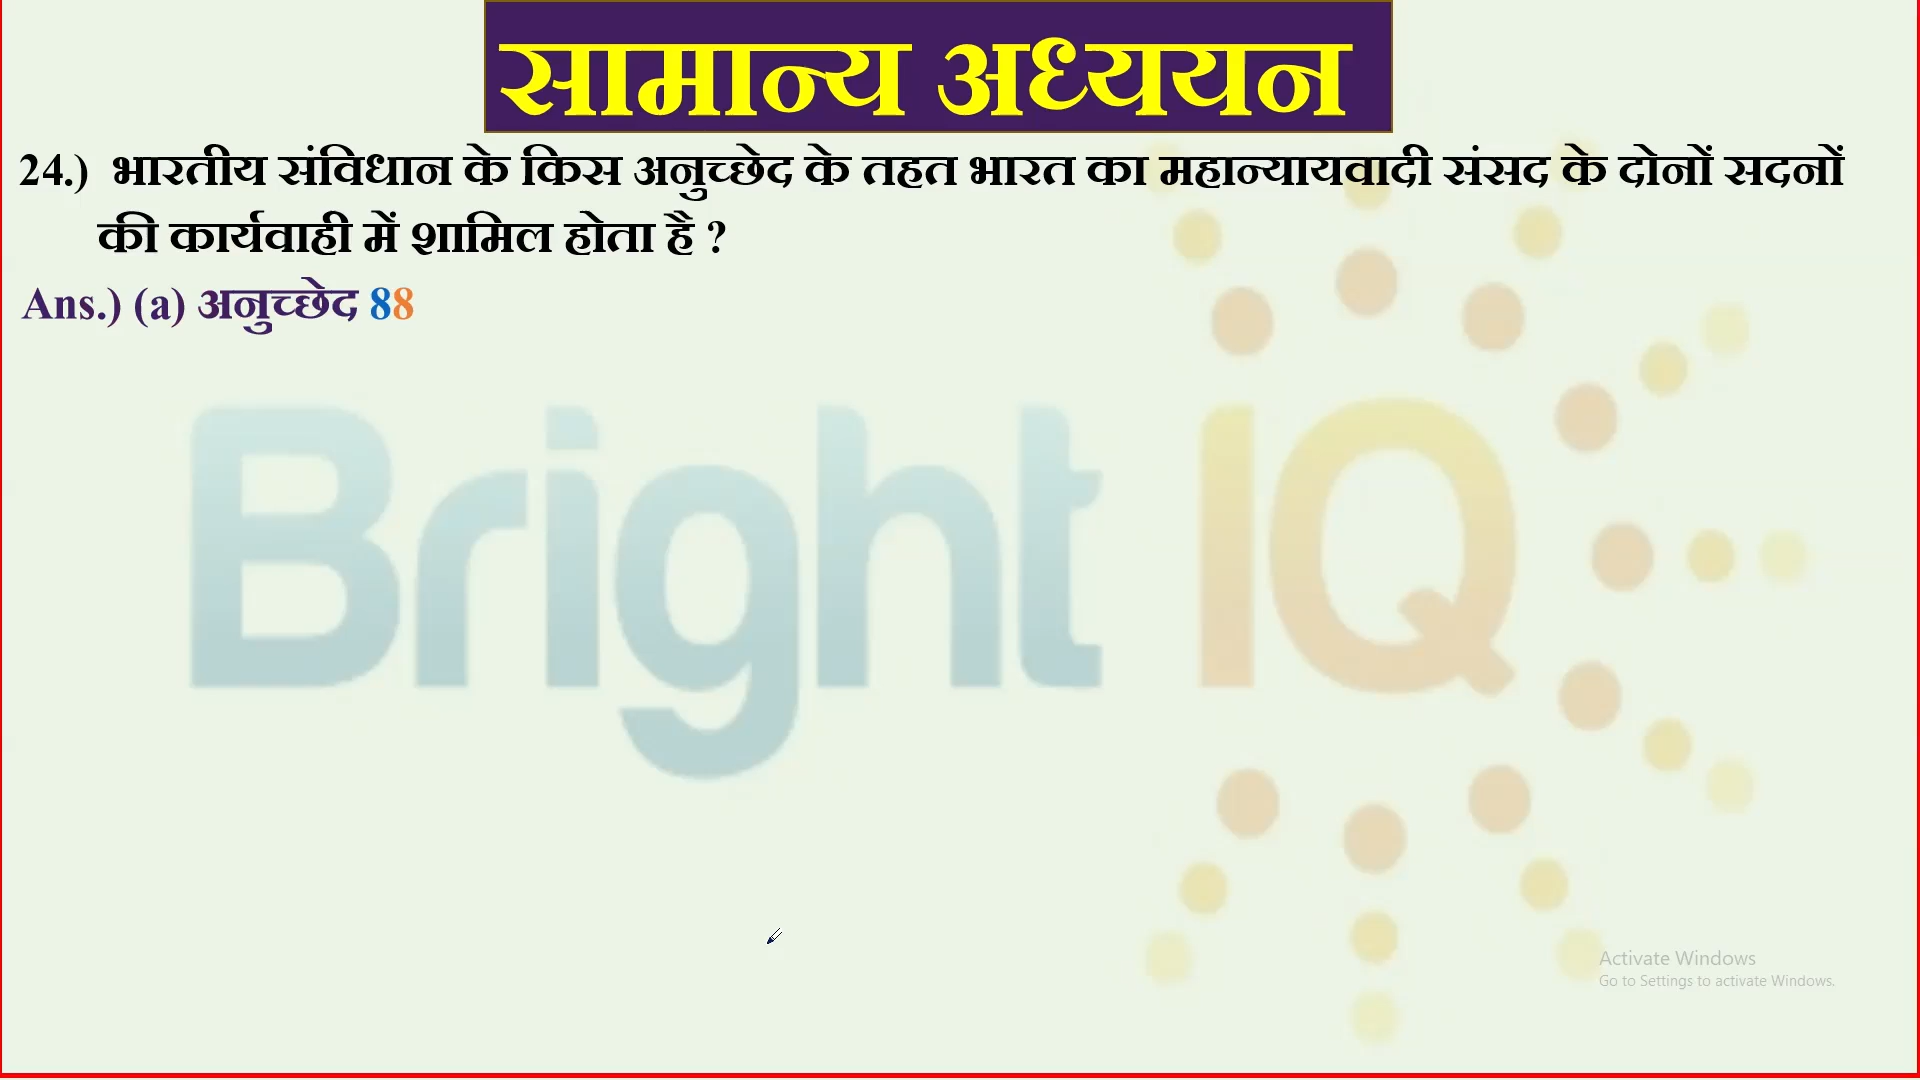 सामान्य अध्ययन
24.) भारतीय संविधान के किस अनुच्छेद के तहत भारत का महान्यायवादी संसद के दोनों सदनों
की कार्यवाही में शामिल होता है ?
Ans.) (a) अनुच्छेद 88
Bright IQ
Activate Windows
Go to Settings to activate Windows.